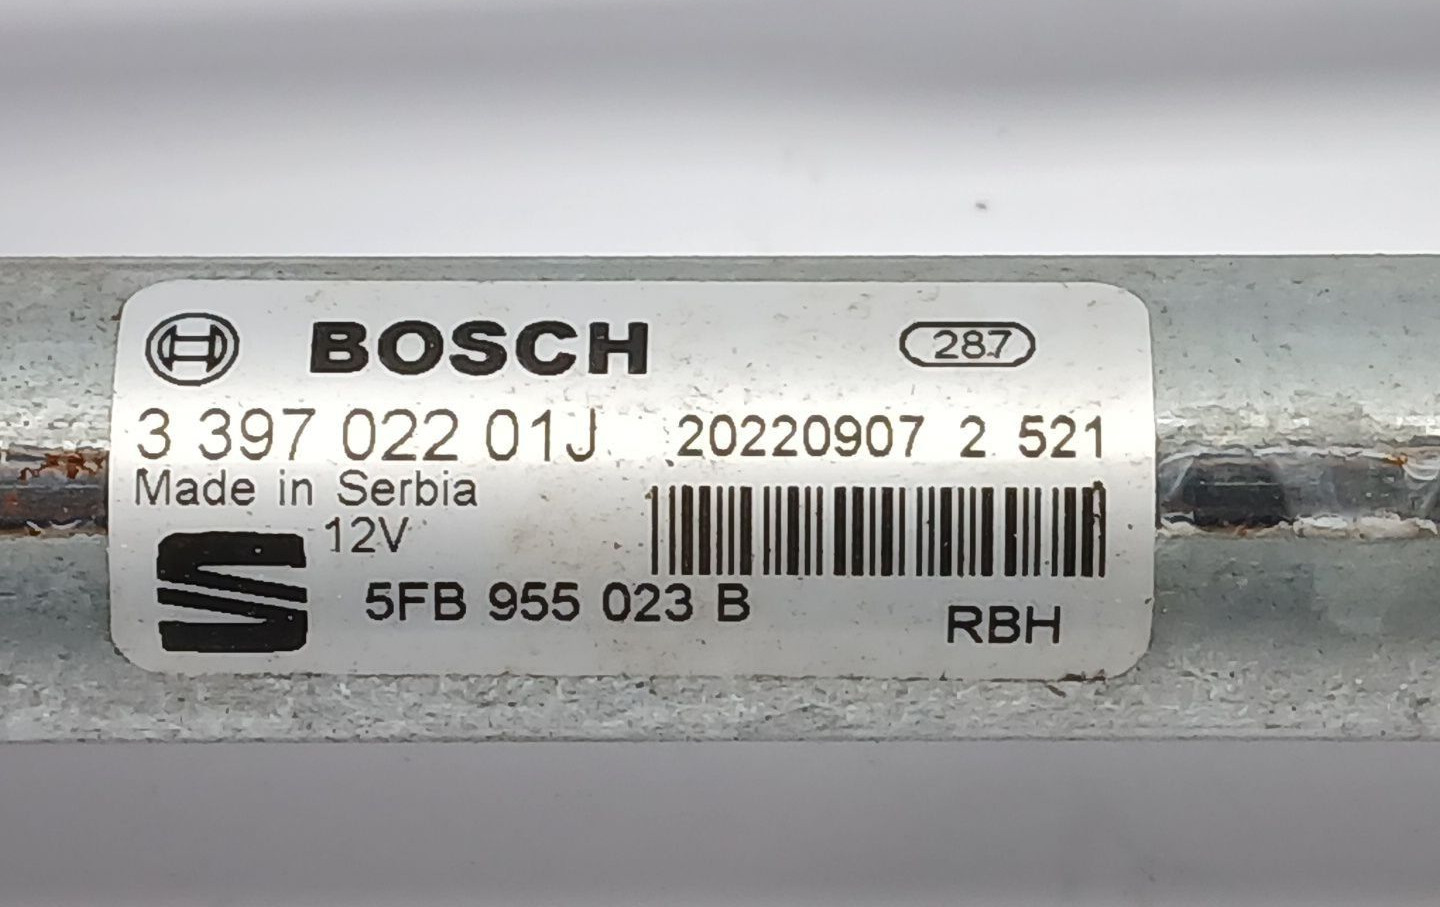 BOSCH 287
3 397 022 01J 20220907 2 521
Made in Serbia
12V
5FB 955 023 B
RBH